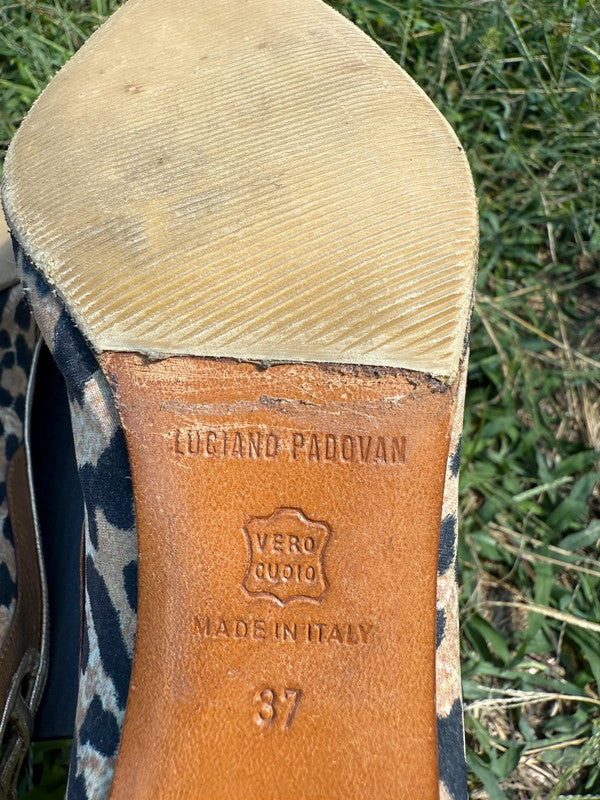 LUCIANO PADOVAN
VERO
CUOIO
MADE IN ITALY
37